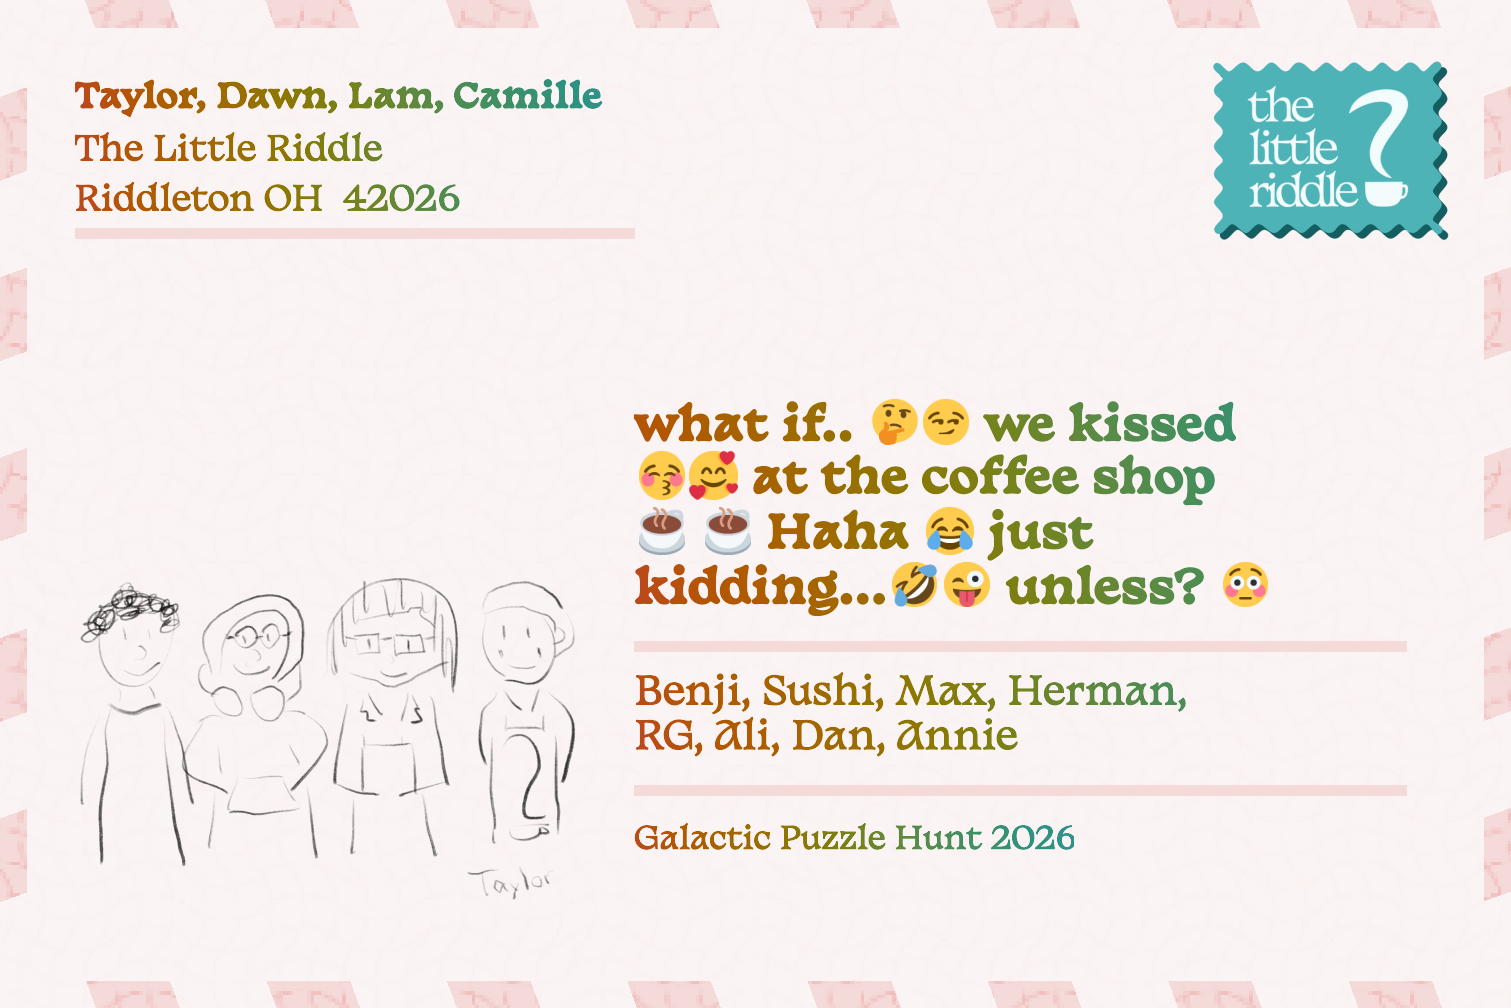 Taylor, Dawn, Lam, Camille
The Little Riddle
Riddleton OH 42026
the
little
riddle
what if.. 🤔😏 we kissed
😚🥰 at the coffee shop
☕ ☕ Haha 😂 just
kidding...🤣😜 unless? 😳
Benji, Sushi, Max, Herman,
RG, Ali, Dan, Annie
Galactic Puzzle Hunt 2026
Taylor